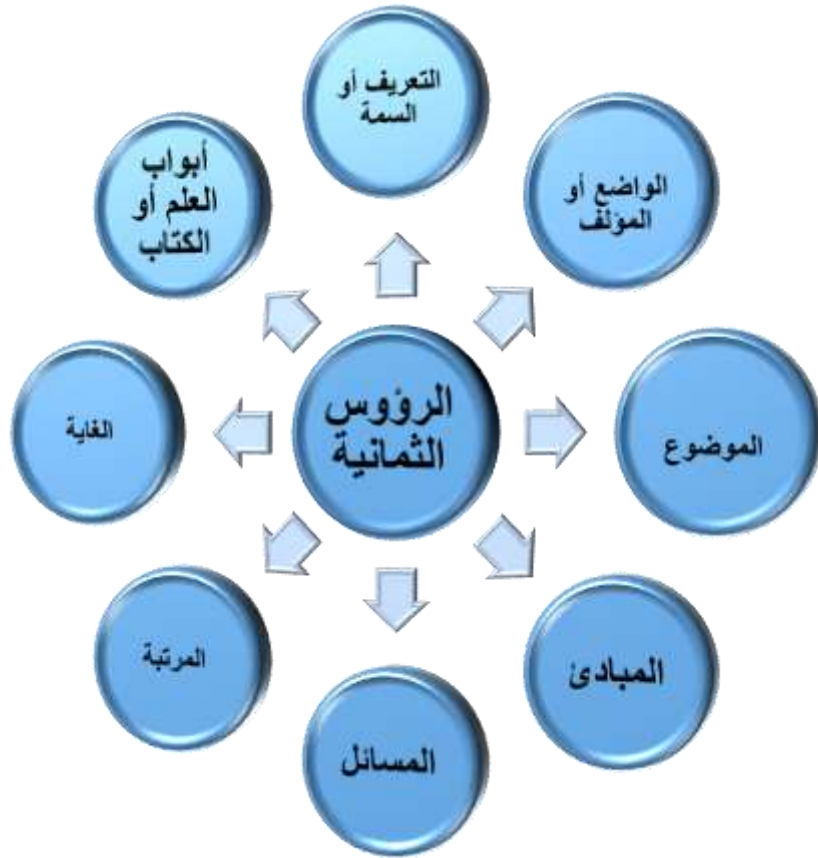 التعريف أو
السمة
الواضع أو
المؤلف
الموضوع
المبادئ
المسائل
المرتبة
الغاية
أبواب
العلم أو
الكتاب
الرؤوس
الثمانية